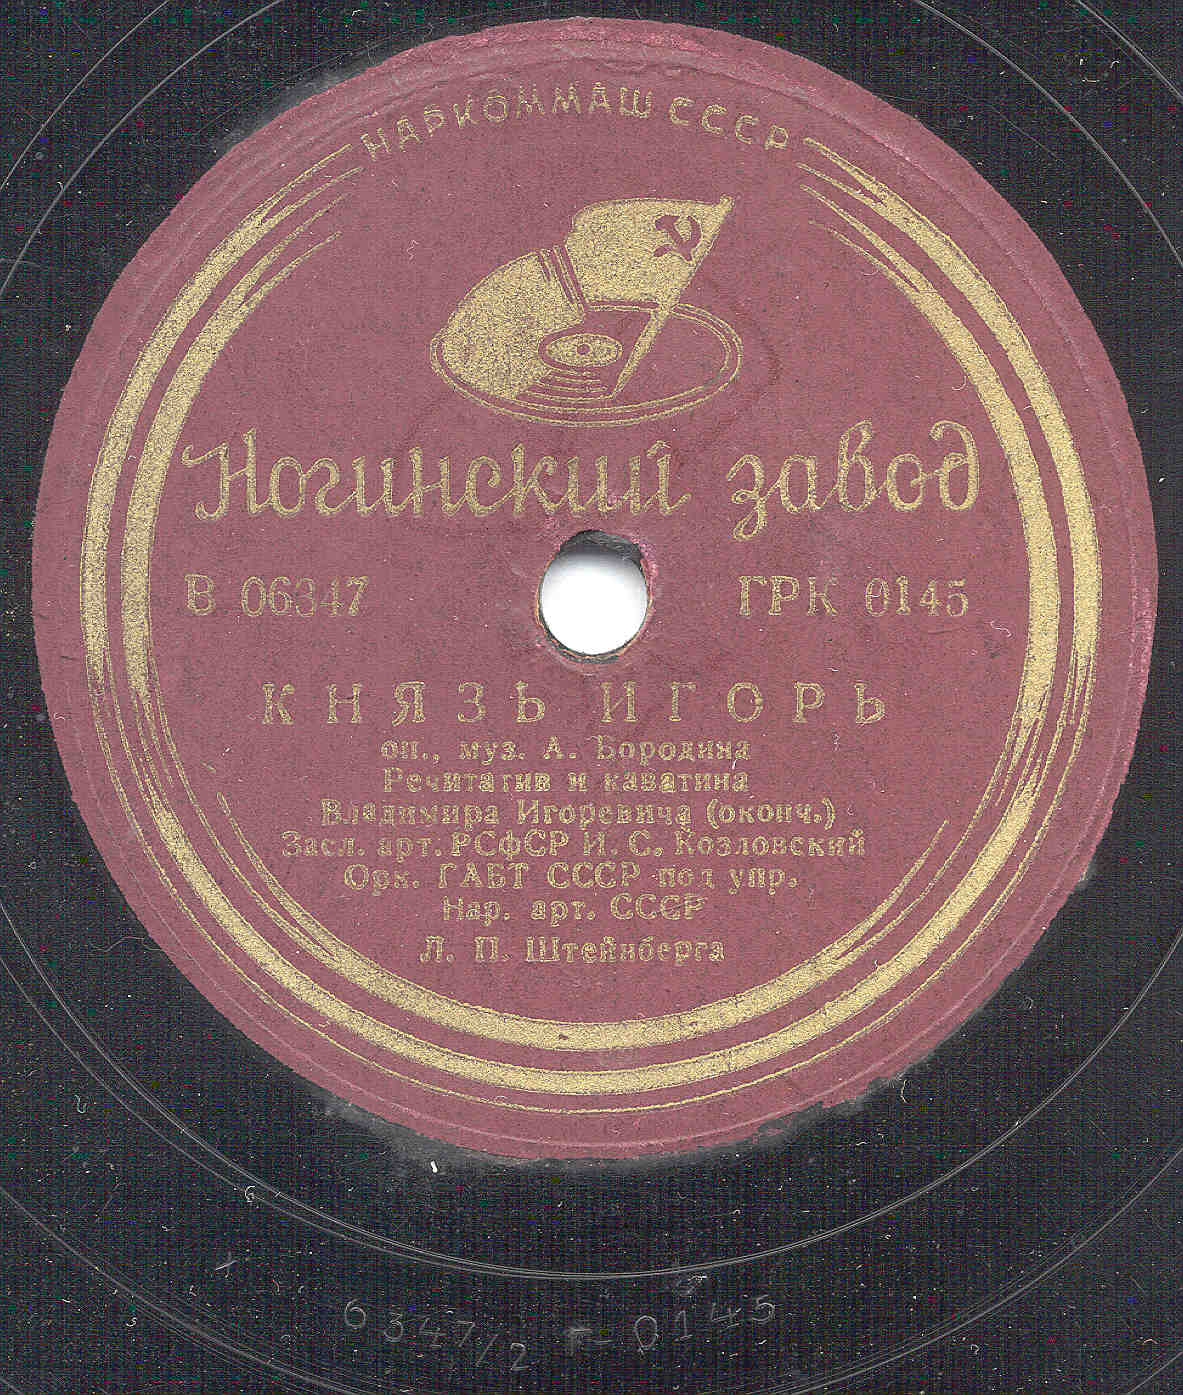 НАРКОММАШ СССР
Ногинский завод
В 06347 ГРК 0145
КНЯЗЬ ИГОРЬ
оп., муз. А. Бородина
Речитатив и каватина
Владимира Игоревича (оконч.)
Засл. арт. РСФСР И. С. Козловский
Орк. ГАБТ СССР под упр.
Нар. арт. СССР
Л. П. Штейнберга
6347/2 г-0145